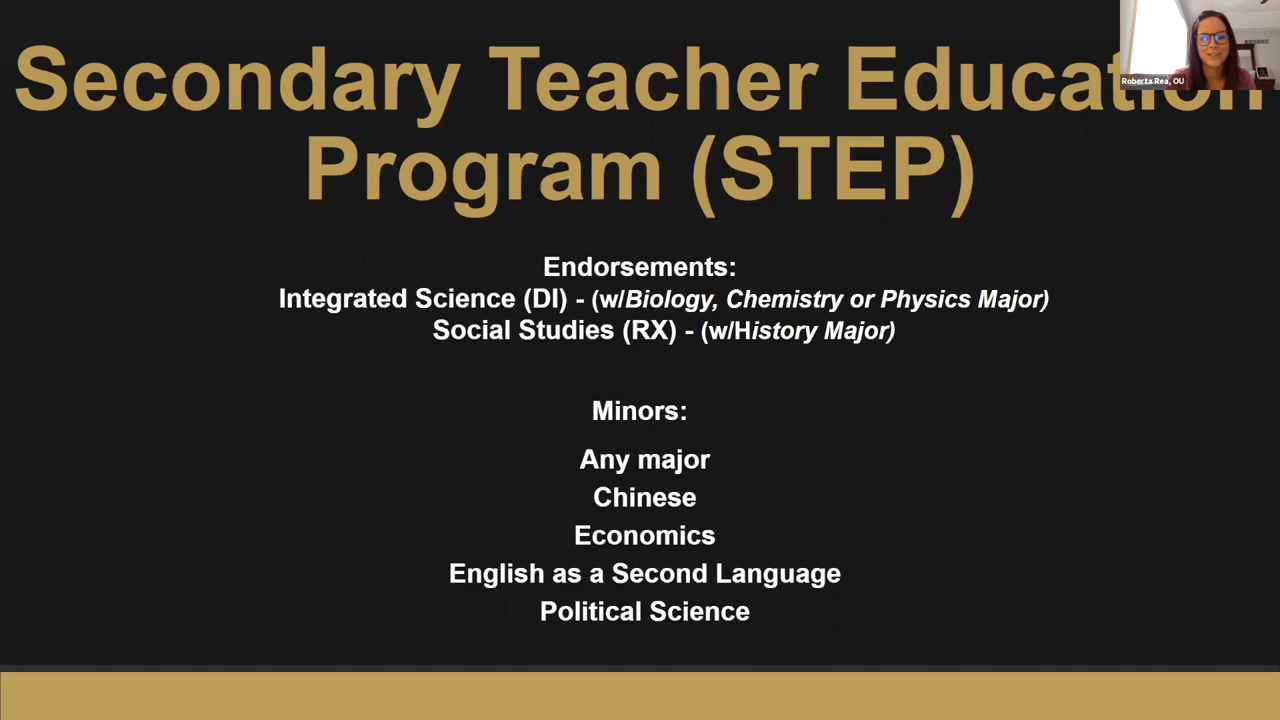 Secondary Teacher Education
Program (STEP)
Roberta Rea, OU
Endorsements:
Integrated Science (DI) - (w/Biology, Chemistry or Physics Major)
Social Studies (RX) - (w/History Major)
Minors:
Any major
Chinese
Economics
English as a Second Language
Political Science